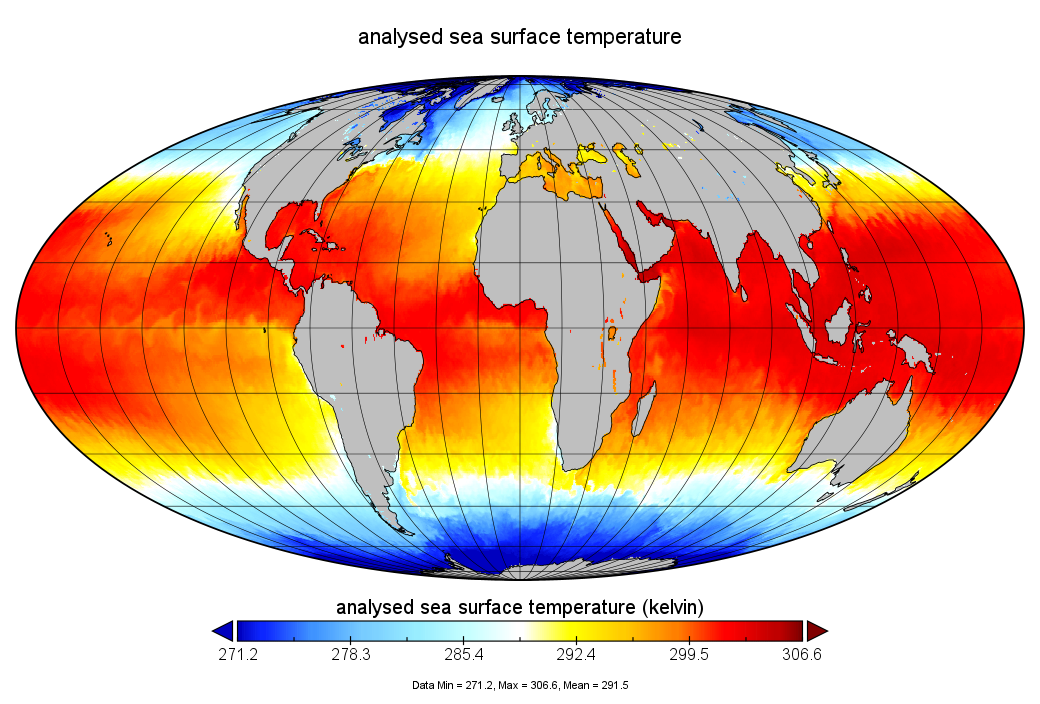 analysed sea surface temperature
analysed sea surface temperature (kelvin)
271.2 278.3 285.4 292.4 299.5 306.6
Data Min = 271.2, Max = 306.6, Mean = 291.5